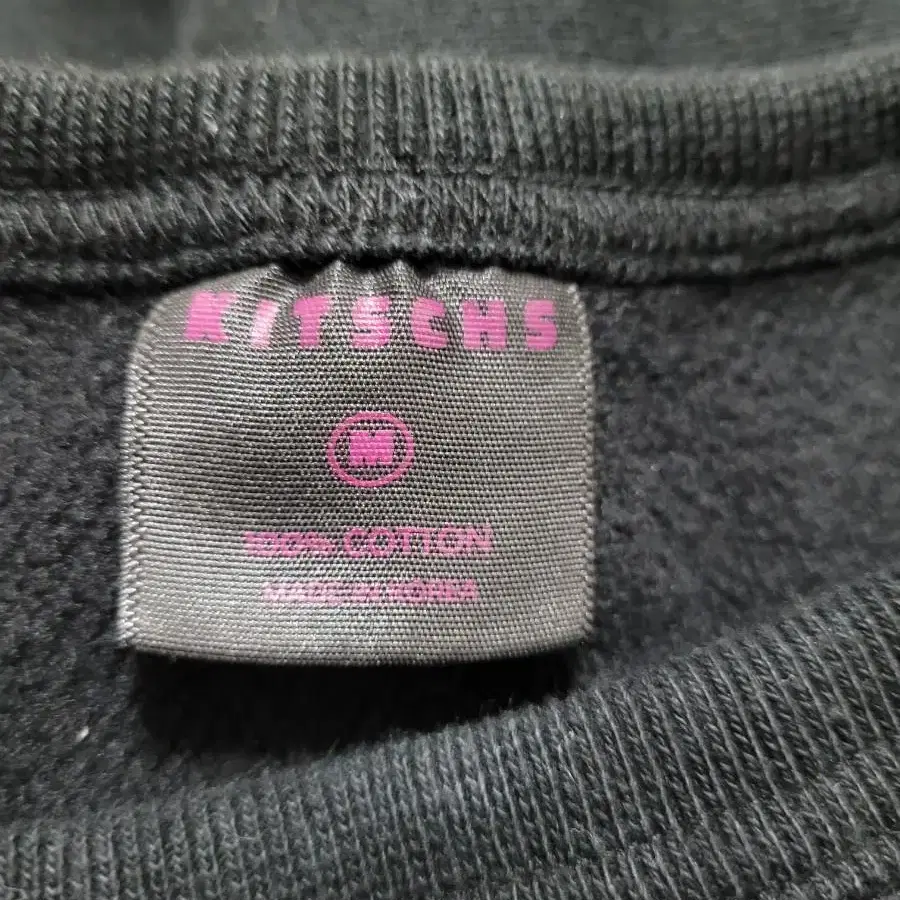 KITSCHS
M
100% COTTON
MADE IN KOREA